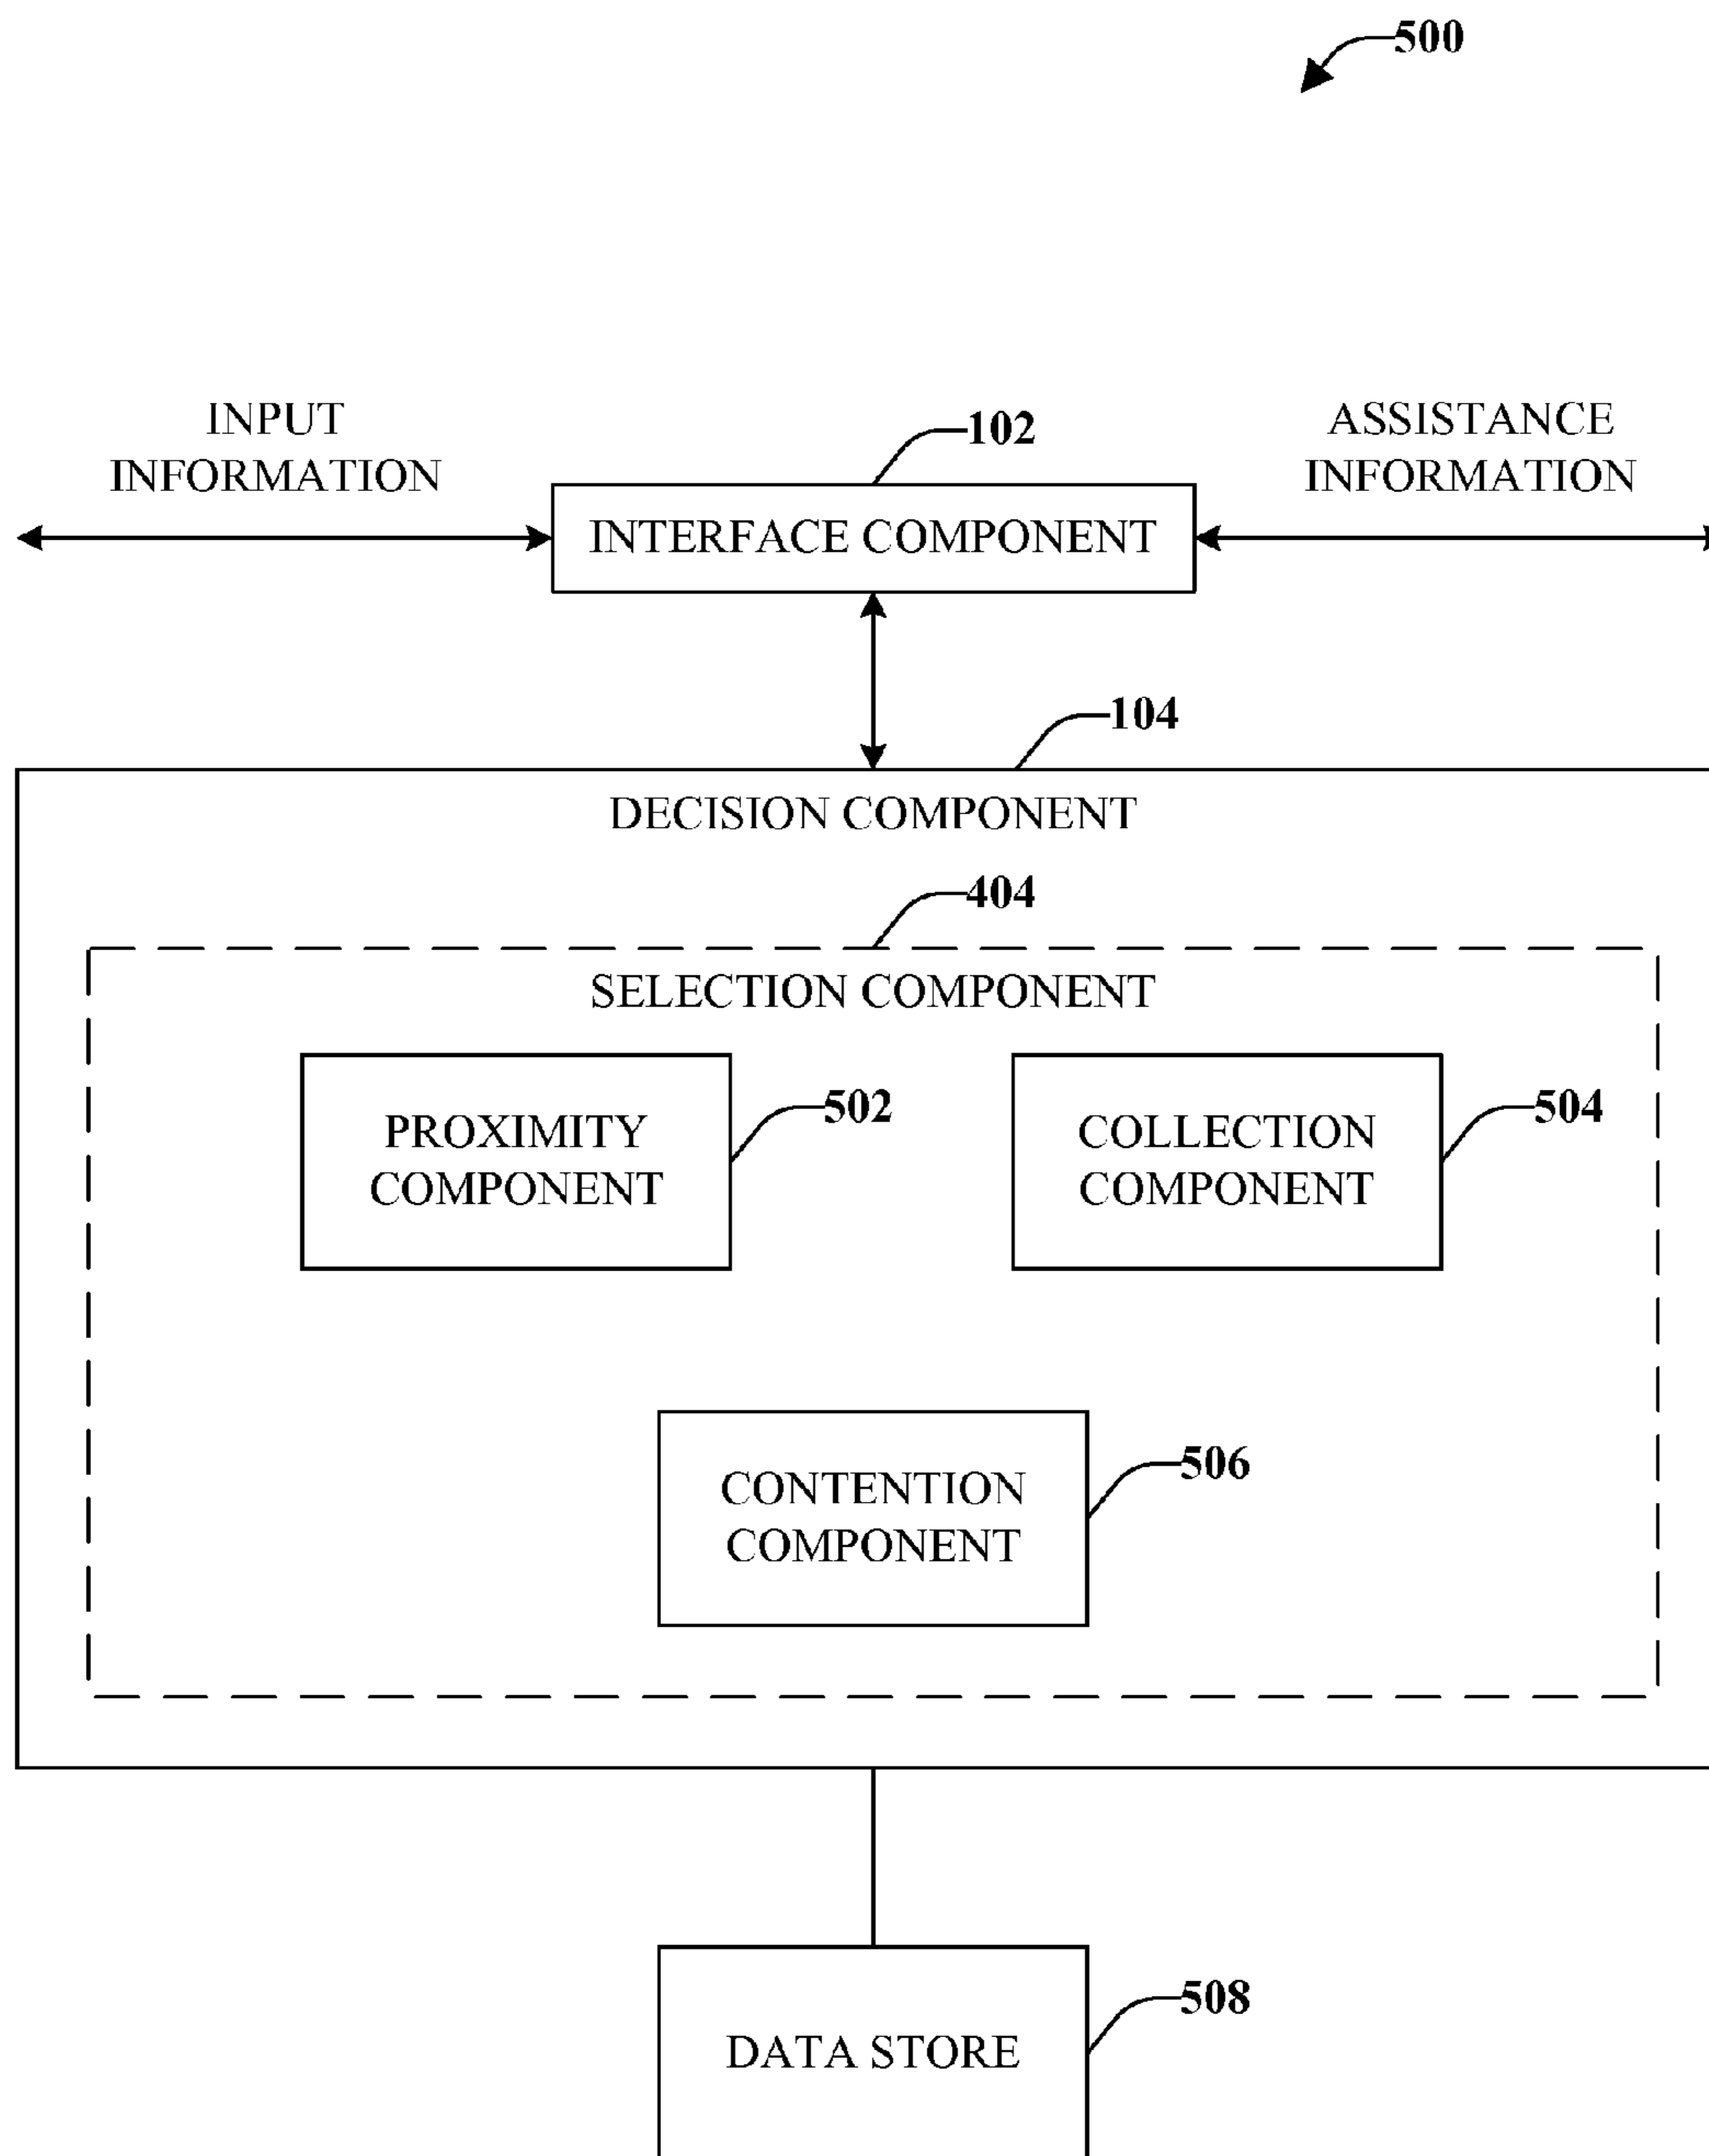 500
INPUT
INFORMATION
102
ASSISTANCE
INFORMATION
INTERFACE COMPONENT
104
DECISION COMPONENT
404
SELECTION COMPONENT
PROXIMITY
COMPONENT
502
COLLECTION
COMPONENT
504
CONTENTION
COMPONENT
506
DATA STORE
508